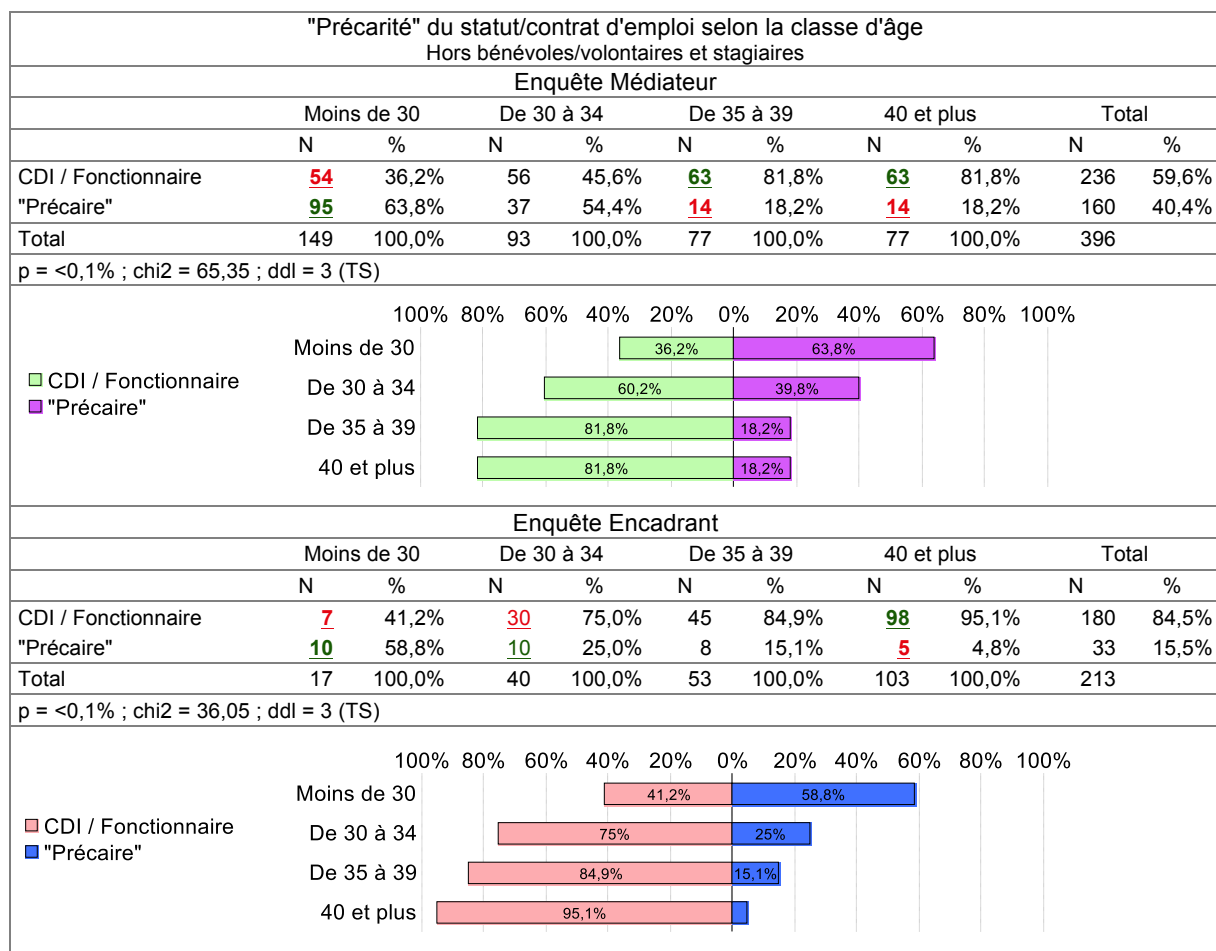 "Précarité" du statut/contrat d'emploi selon la classe d'âge
Hors bénévoles/volontaires et stagiaires
Enquête Médiateur
Moins de 30 De 30 à 34 De 35 à 39 40 et plus Total
N % N % N % N % N %
CDI / Fonctionnaire 54 36,2% 56 45,6% 63 81,8% 63 81,8% 236 59,6%
"Précaire" 95 63,8% 37 54,4% 14 18,2% 14 18,2% 160 40,4%
Total 149 100,0% 93 100,0% 77 100,0% 77 100,0% 396
p = <0,1% ; chi2 = 65,35 ; ddl = 3 (TS)
100% 80% 60% 40% 20% 0% 20% 40% 60% 80% 100%
Moins de 30 36,2% 63,8%
CDI / Fonctionnaire
De 30 à 34 60,2% 39,8%
"Précaire"
De 35 à 39 81,8% 18,2%
40 et plus 81,8% 18,2%
Enquête Encadrant
Moins de 30 De 30 à 34 De 35 à 39 40 et plus Total
N % N % N % N % N %
CDI / Fonctionnaire 7 41,2% 30 75,0% 45 84,9% 98 95,1% 180 84,5%
"Précaire" 10 58,8% 10 25,0% 8 15,1% 5 4,8% 33 15,5%
Total 17 100,0% 40 100,0% 53 100,0% 103 100,0% 213
p = <0,1% ; chi2 = 36,05 ; ddl = 3 (TS)
100% 80% 60% 40% 20% 0% 20% 40% 60% 80% 100%
Moins de 30 41,2% 58,8%
CDI / Fonctionnaire
De 30 à 34 75% 25%
"Précaire"
De 35 à 39 84,9% 15,1%
40 et plus 95,1%